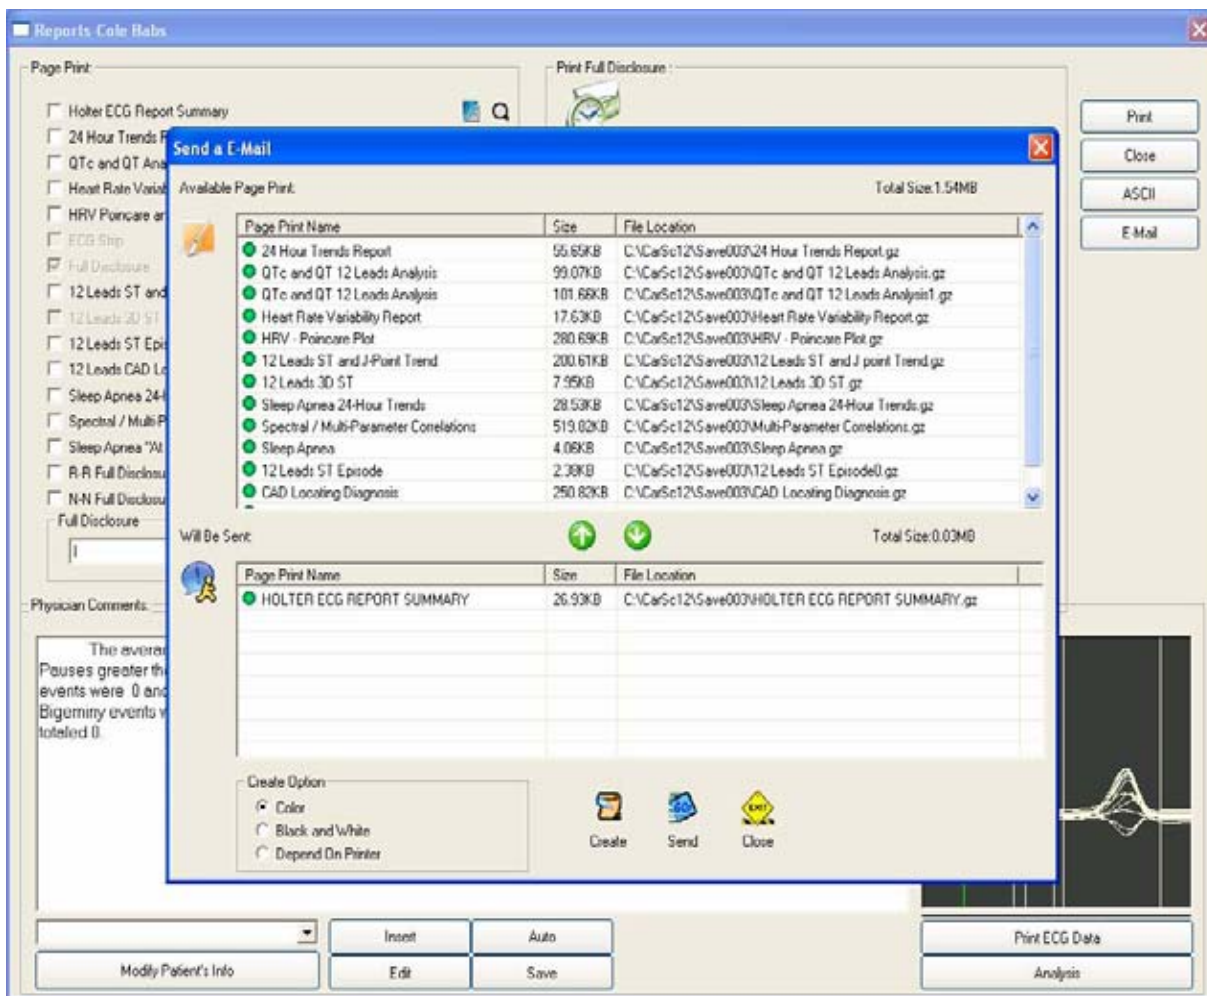 Reports-Cole Babs
Page Print
Print Full Disclosure :
Holter ECG Report Summary
24 Hour Trends
QTc and QT Ana
Heart Rate Variab
HRV Poincare an
ECG Strip
Full Disclosure
12 Leads ST and
12 Leads 3D ST
12 Leads ST Epis
12 Leads CAD Lo
Sleep Apnea 24-H
Spectral / Multi-P
Sleep Apnea "At
R-R Full Disclosu
N-N Full Disclosu
Full Disclosure
1
Print
Close
ASCII
E-Mail
Send a E-Mail
Available Page Print:
Total Size:1.54MB
Page Print Name Size File Location
24 Hour Trends Report 55.65KB C:\CarSc12\Save003\24 Hour Trends Report.gz
QTc and QT 12 Leads Analysis 99.07KB C:\CarSc12\Save003\QTc and QT 12 Leads Analysis.gz
QTc and QT 12 Leads Analysis 101.66KB C:\CarSc12\Save003\QTc and QT 12 Leads Analysis1.gz
Heart Rate Variability Report 17.63KB C:\CarSc12\Save003\Heart Rate Variability Report.gz
HRV - Poincare Plot 280.69KB C:\CarSc12\Save003\HRV - Poincare Plot.gz
12 Leads ST and J-Point Trend 200.61KB C:\CarSc12\Save003\12 Leads ST and J point Trend.gz
12 Leads 3D ST 7.95KB C:\CarSc12\Save003\12 Leads 3D ST.gz
Sleep Apnea 24-Hour Trends 28.53KB C:\CarSc12\Save003\Sleep Apnea 24-Hour Trends.gz
Spectral / Multi-Parameter Correlations 519.82KB C:\CarSc12\Save003\Multi-Parameter Correlations.gz
Sleep Apnea 4.06KB C:\CarSc12\Save003\Sleep Apnea.gz
12 Leads ST Episode 2.38KB C:\CarSc12\Save003\12 Leads ST Episode0.gz
CAD Locating Diagnosis 250.82KB C:\CarSc12\Save003\CAD Locating Diagnosis.gz
Will Be Sent:
Total Size:0.03MB
Page Print Name Size File Location
HOLTER ECG REPORT SUMMARY 26.93KB C:\CarSc12\Save003\HOLTER ECG REPORT SUMMARY.gz
Create Option
Color
Black and White
Depend On Printer
Create
Send
GO!
Close
EXIT
Physician Comments:
The avera
Pauses greater th
events were 0 and
Bigeminy events w
totaled 0.
Insert
Auto
Modify Patient's Info
Edit
Save
Print ECG Data
Analysis